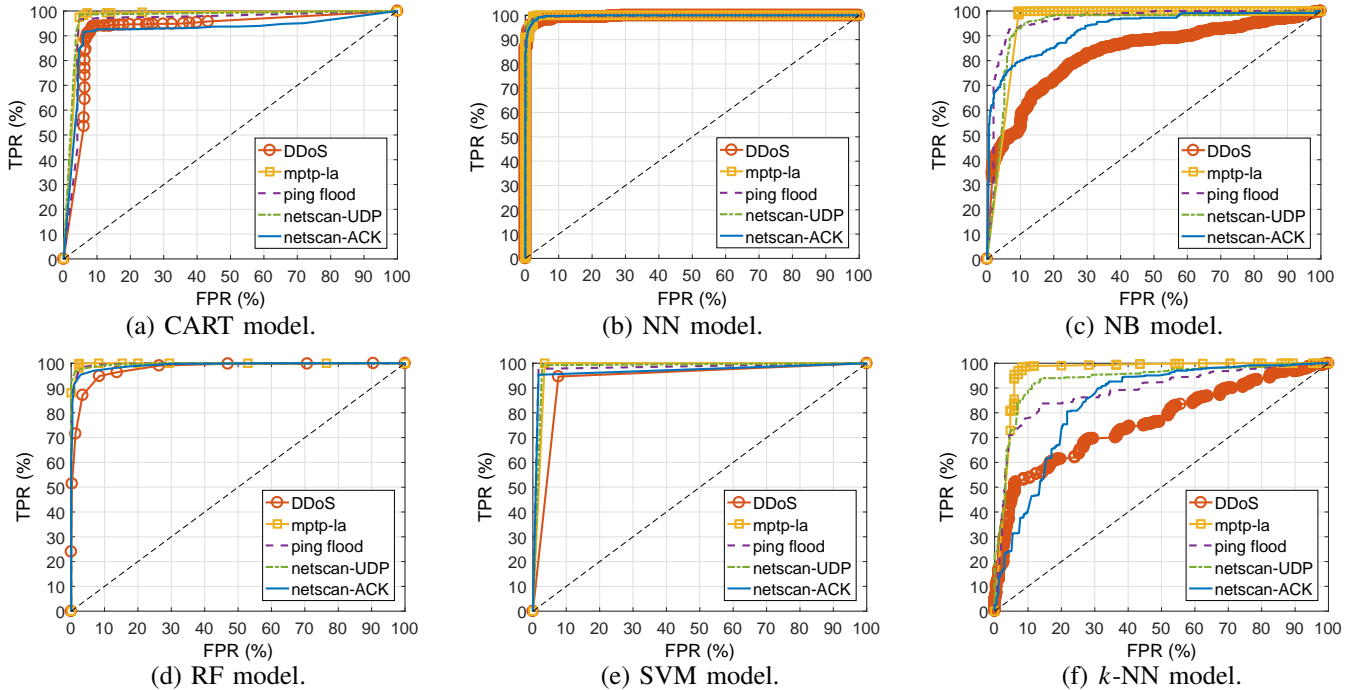 TPR (%)
100
90
80
70
60
50
40
30
20
10
0
DDoS
mptp-la
ping flood
netscan-UDP
netscan-ACK
0 10 20 30 40 50 60 70 80 90 100
FPR (%)
(a) CART model.
TPR (%)
100
90
80
70
60
50
40
30
20
10
0
DDoS
mptp-la
ping flood
netscan-UDP
netscan-ACK
0 10 20 30 40 50 60 70 80 90 100
FPR (%)
(b) NN model.
TPR (%)
100
90
80
70
60
50
40
30
20
10
0
DDoS
mptp-la
ping flood
netscan-UDP
netscan-ACK
0 10 20 30 40 50 60 70 80 90 100
FPR (%)
(c) NB model.
TPR (%)
100
90
80
70
60
50
40
30
20
10
0
DDoS
mptp-la
ping flood
netscan-UDP
netscan-ACK
0 10 20 30 40 50 60 70 80 90 100
FPR (%)
(d) RF model.
TPR (%)
100
90
80
70
60
50
40
30
20
10
0
DDoS
mptp-la
ping flood
netscan-UDP
netscan-ACK
0 10 20 30 40 50 60 70 80 90 100
FPR (%)
(e) SVM model.
TPR (%)
100
90
80
70
60
50
40
30
20
10
0
DDoS
mptp-la
ping flood
netscan-UDP
netscan-ACK
0 10 20 30 40 50 60 70 80 90 100
FPR (%)
(f) k-NN model.